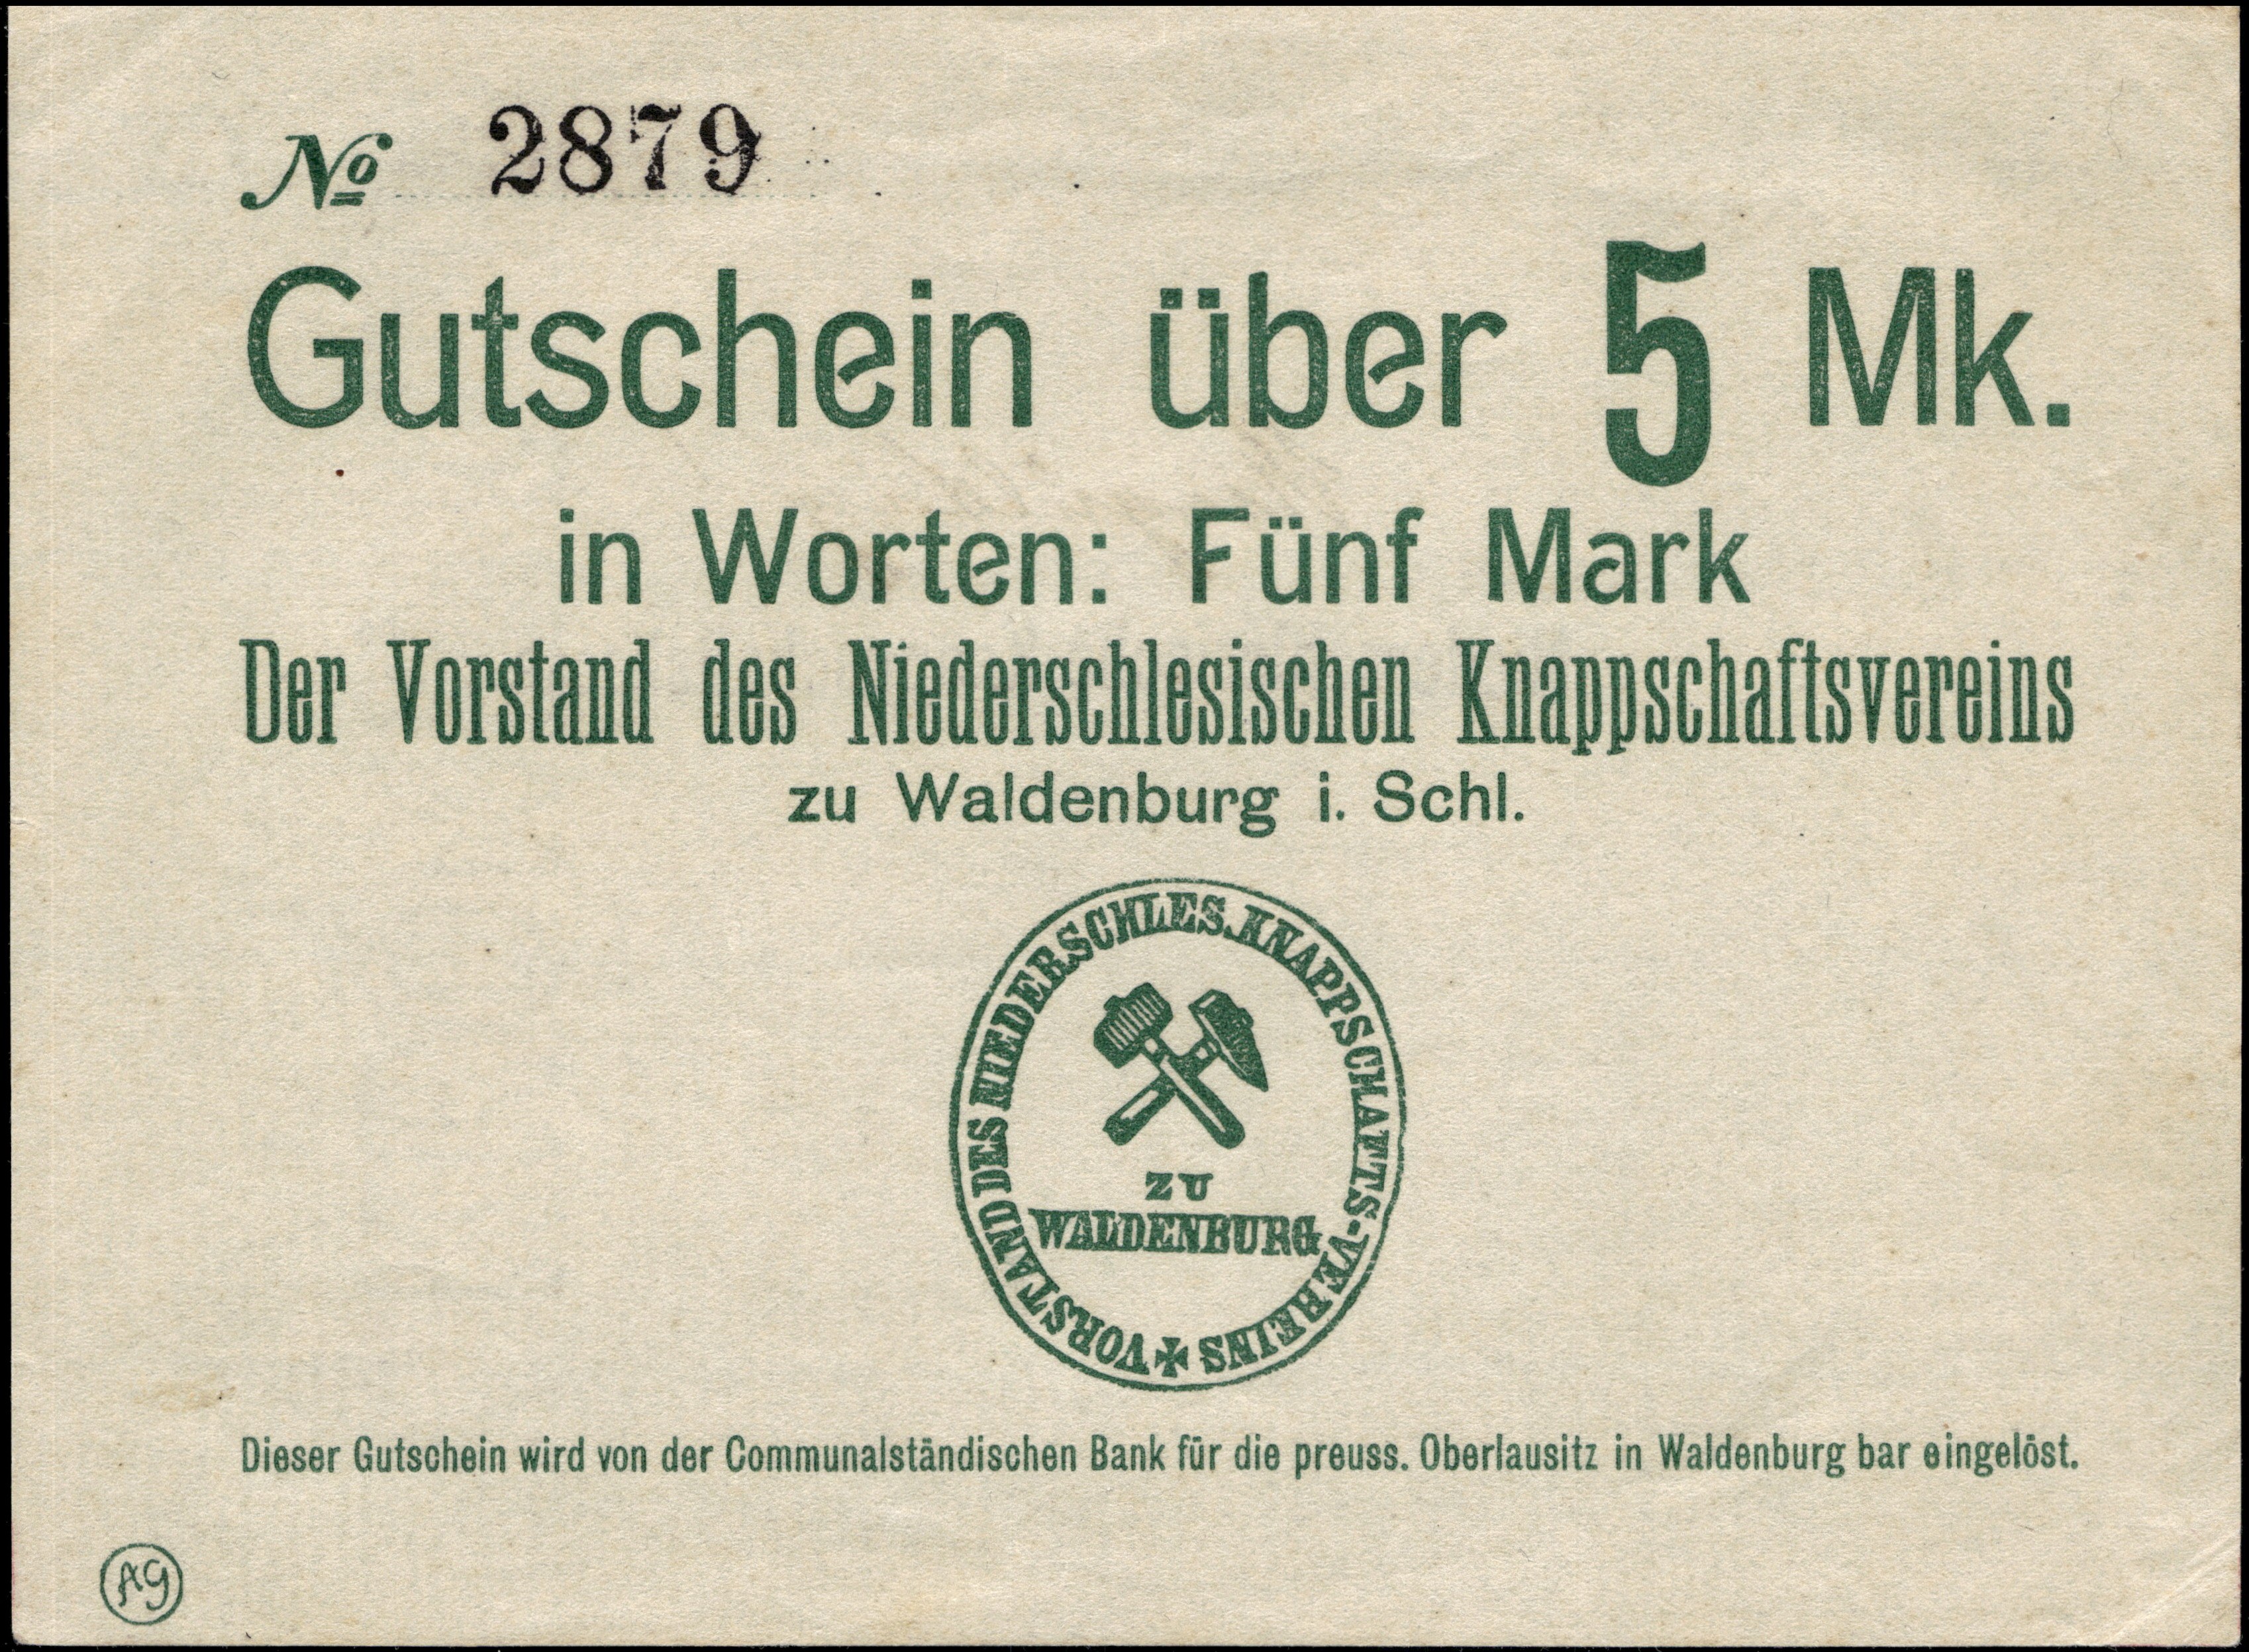 No 2879
Gutschein über 5 Mk.
in Worten: Fünf Mark
Der Vorstand des Niederschlesischen Knappschaftsvereins
zu Waldenburg i. Schl.
VORSTAND DES NIEDERSCHLES. KNAPPSCHAFTS-VEREINS
ZU
WALDENBURG
Dieser Gutschein wird von der Communalständischen Bank für die preuss. Oberlausitz in Waldenburg bar eingelöst.
AG